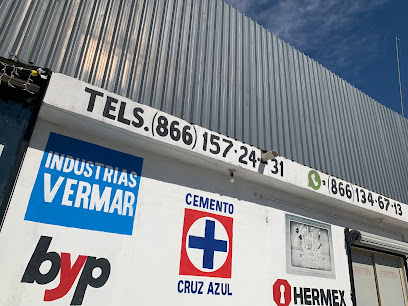 TELS. (866) 157-24-31
(866) 134-67-13
INDUSTRIAS
VERMAR
CEMENTO
CRUZ AZUL
byp
HERMEX